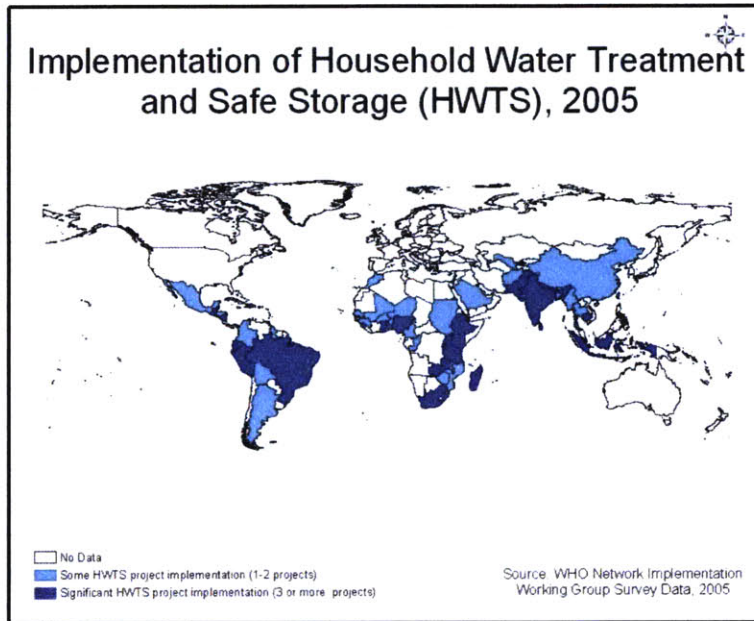 Implementation of Household Water Treatment
and Safe Storage (HWTS), 2005
No Data
Some HWTS project implementation (1-2 projects)
Significant HWTS project implementation (3 or more projects)
Source: WHO Network Implementation
Working Group Survey Data, 2005